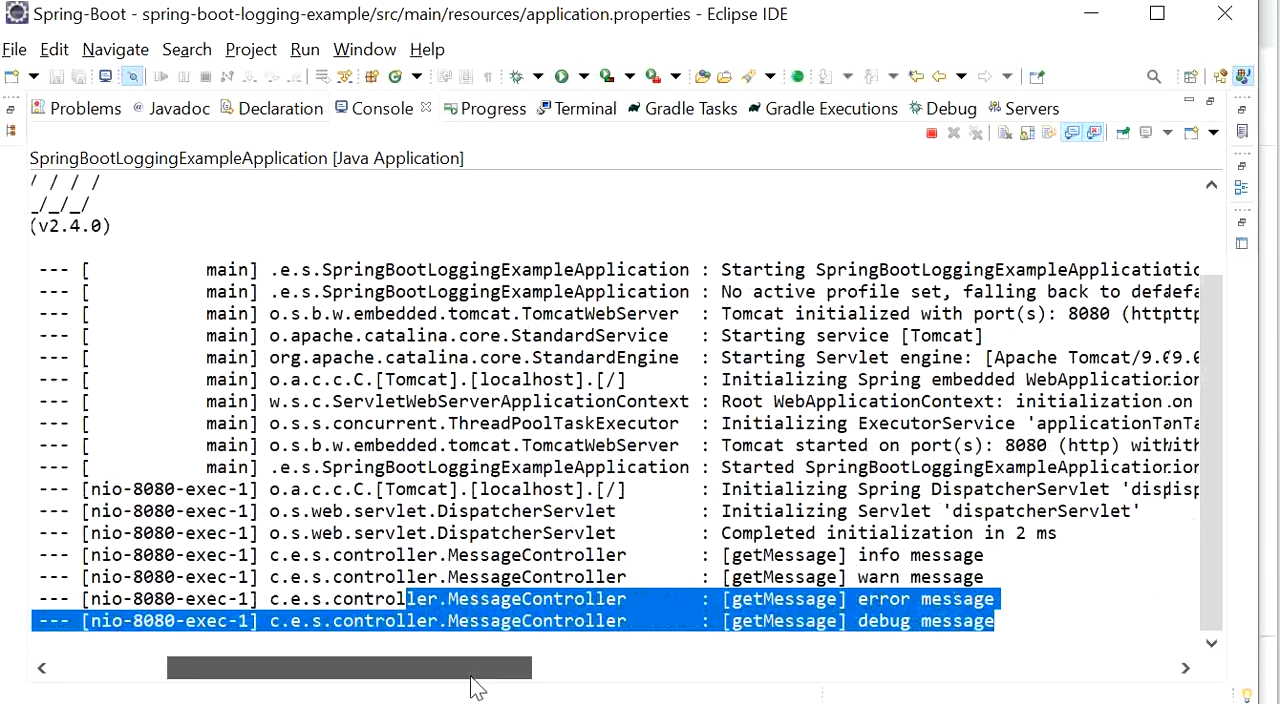 Spring-Boot - spring-boot-logging-example/src/main/resources/application.properties - Eclipse IDE
File Edit Navigate Search Project Run Window Help
Problems @ Javadoc Declaration Console Progress Terminal Gradle Tasks Gradle Executions Debug Servers
SpringBootLoggingExampleApplication [Java Application]
/ / / /
_/_/_/
(v2.4.0)
--- [           main] .e.s.SpringBootLoggingExampleApplication : Starting SpringBootLoggingExampleApplication
--- [           main] .e.s.SpringBootLoggingExampleApplication : No active profile set, falling back to defa
--- [           main] o.s.b.w.embedded.tomcat.TomcatWebServer  : Tomcat initialized with port(s): 8080 (http
--- [           main] o.apache.catalina.core.StandardService   : Starting service [Tomcat]
--- [           main] org.apache.catalina.core.StandardEngine  : Starting Servlet engine: [Apache Tomcat/9.0
--- [           main] o.a.c.c.C.[Tomcat].[localhost].[/]       : Initializing Spring embedded WebApplication
--- [           main] w.s.c.ServletWebServerApplicationContext : Root WebApplicationContext: initialization
--- [           main] o.s.s.concurrent.ThreadPoolTaskExecutor  : Initializing ExecutorService 'applicationTa
--- [           main] o.s.b.w.embedded.tomcat.TomcatWebServer  : Tomcat started on port(s): 8080 (http) with
--- [           main] .e.s.SpringBootLoggingExampleApplication : Started SpringBootLoggingExampleApplication
--- [nio-8080-exec-1] o.a.c.c.C.[Tomcat].[localhost].[/]       : Initializing Spring DispatcherServlet 'disp
--- [nio-8080-exec-1] o.s.web.servlet.DispatcherServlet        : Initializing Servlet 'dispatcherServlet'
--- [nio-8080-exec-1] o.s.web.servlet.DispatcherServlet        : Completed initialization in 2 ms
--- [nio-8080-exec-1] c.e.s.controller.MessageController       : [getMessage] info message
--- [nio-8080-exec-1] c.e.s.controller.MessageController       : [getMessage] warn message
--- [nio-8080-exec-1] c.e.s.controller.MessageController       : [getMessage] error message
--- [nio-8080-exec-1] c.e.s.controller.MessageController       : [getMessage] debug message